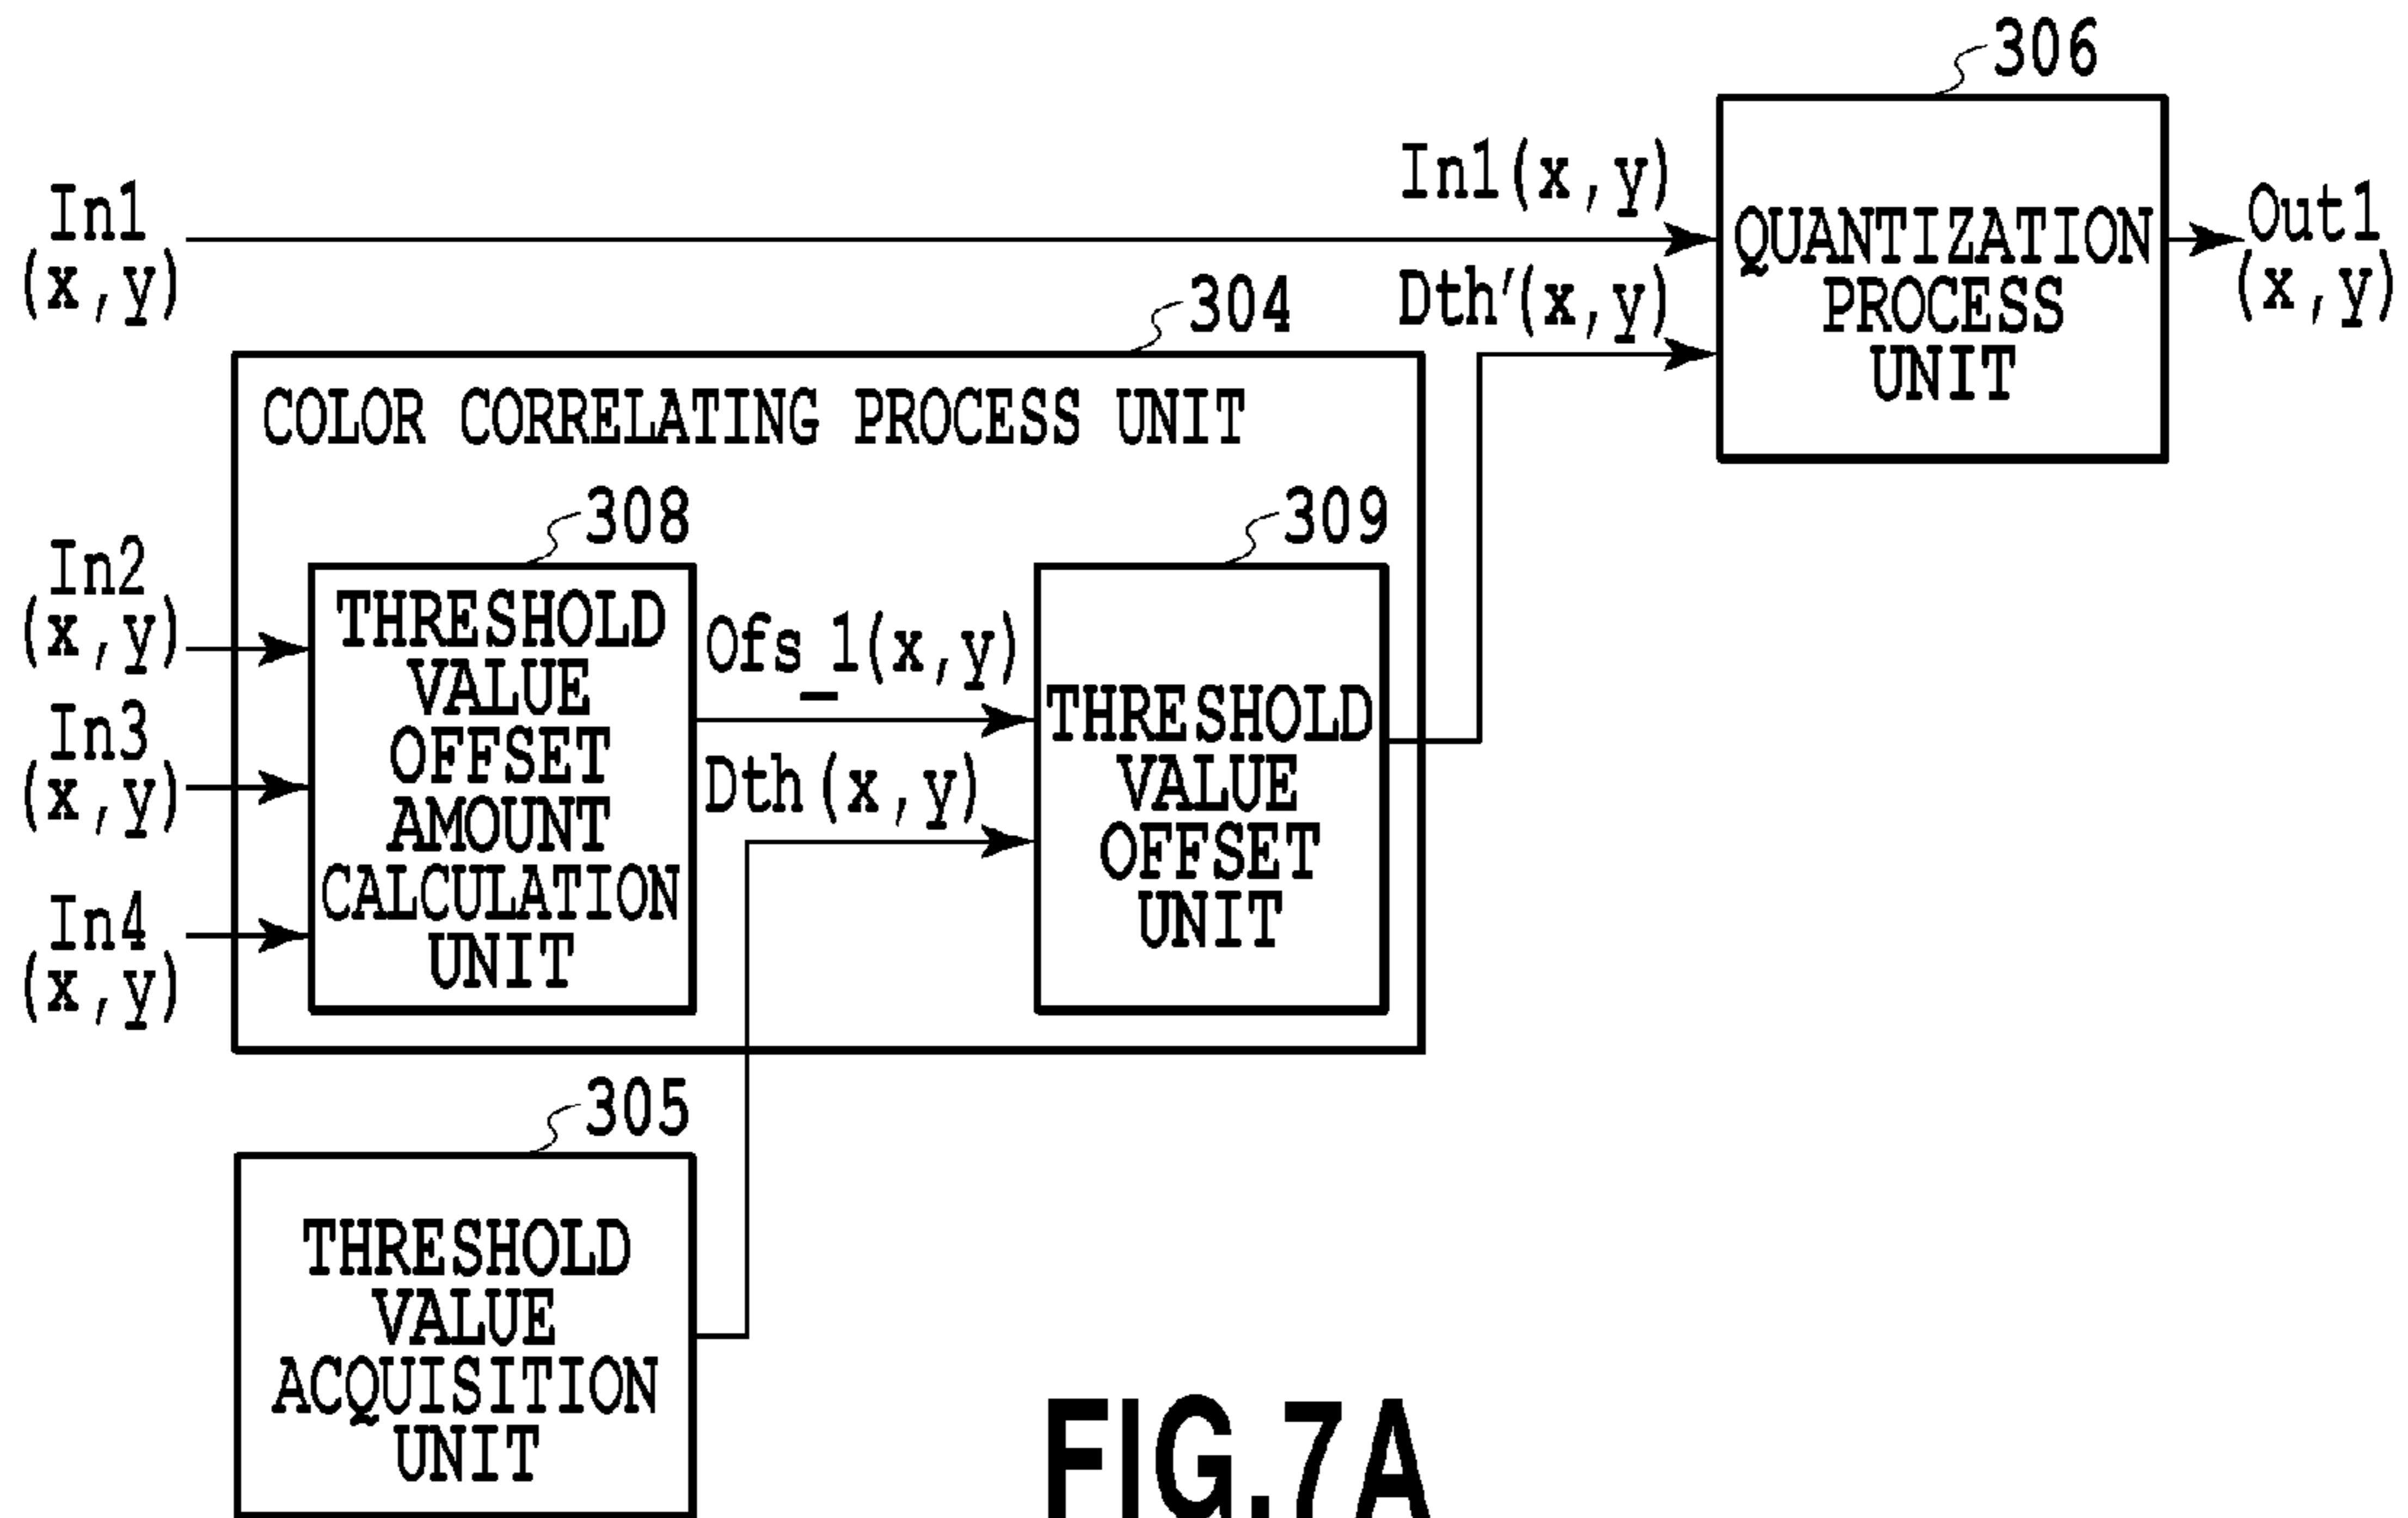 306
In1(x,y)
In1
(x,y)
QUANTIZATION
PROCESS
UNIT
Out1
(x,y)
Dth′(x,y)
304
COLOR CORRELATING PROCESS UNIT
308
309
In2
(x,y)
In3
(x,y)
In4
(x,y)
THRESHOLD
VALUE
OFFSET
AMOUNT
CALCULATION
UNIT
Ofs_1(x,y)
Dth(x,y)
THRESHOLD
VALUE
OFFSET
UNIT
305
THRESHOLD
VALUE
ACQUISITION
UNIT
FIG.7A